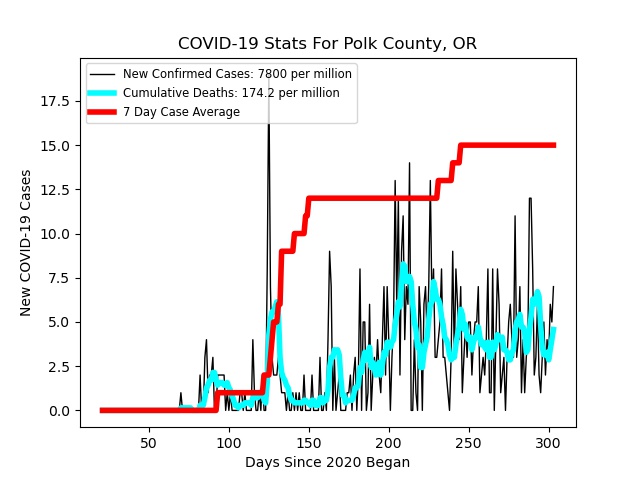 COVID-19 Stats For Polk County, OR
New Confirmed Cases: 7800 per million
Cumulative Deaths: 174.2 per million
7 Day Case Average
New COVID-19 Cases
17.5
15.0
12.5
10.0
7.5
5.0
2.5
0.0
50 100 150 200 250 300
Days Since 2020 Began